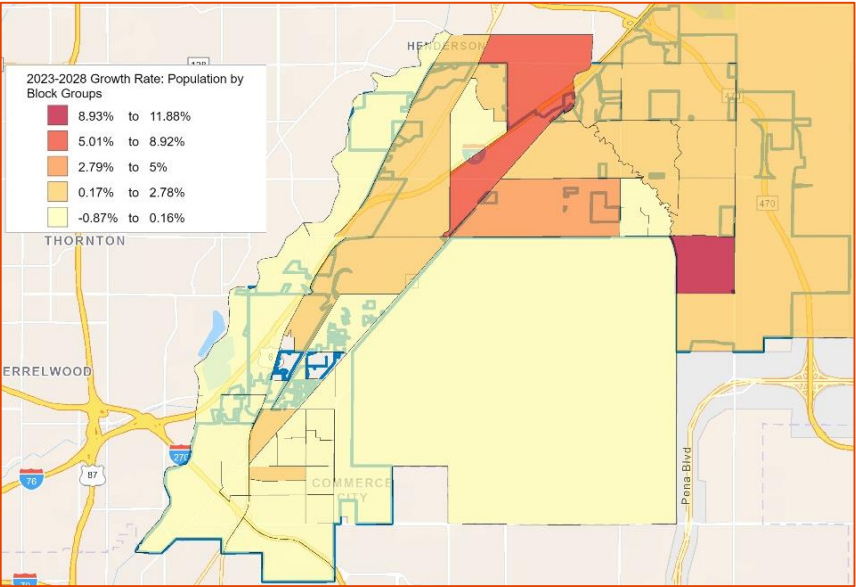 HENDERSON
2023-2028 Growth Rate: Population by
Block Groups
8.93% to 11.88%
5.01% to 8.92%
2.79% to 5%
0.17% to 2.78%
-0.87% to 0.16%
470
THORNTON
ERRELWOOD
270
76
87
COMMERCE
CITY
Pena Blvd